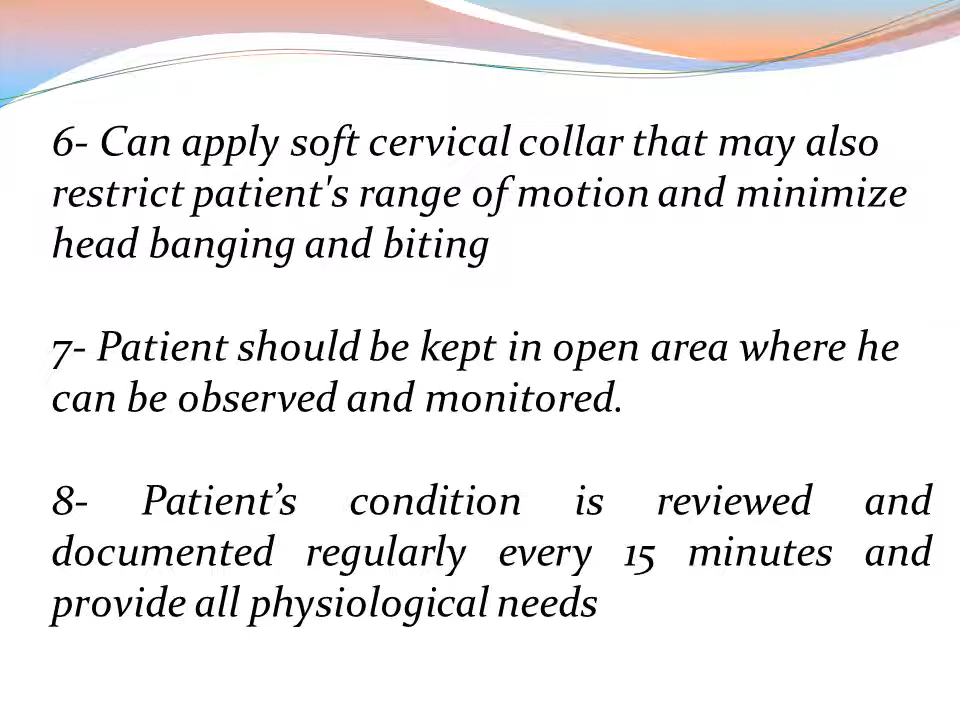 6- Can apply soft cervical collar that may also
restrict patient's range of motion and minimize
head banging and biting
7- Patient should be kept in open area where he
can be observed and monitored.
8- Patient’s condition is reviewed and
documented regularly every 15 minutes and
provide all physiological needs